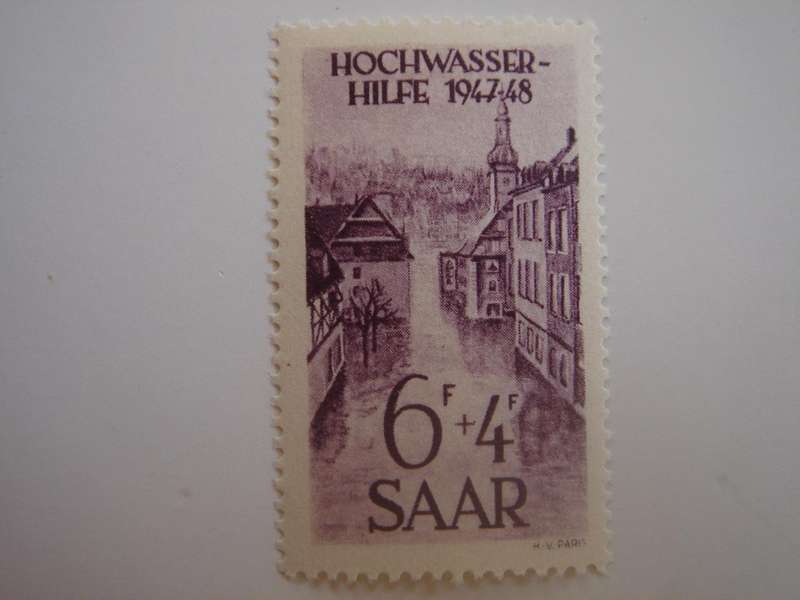 HOCHWASSER-
HILFE 1947-48
6F+4F
SAAR
H.-V. PARIS